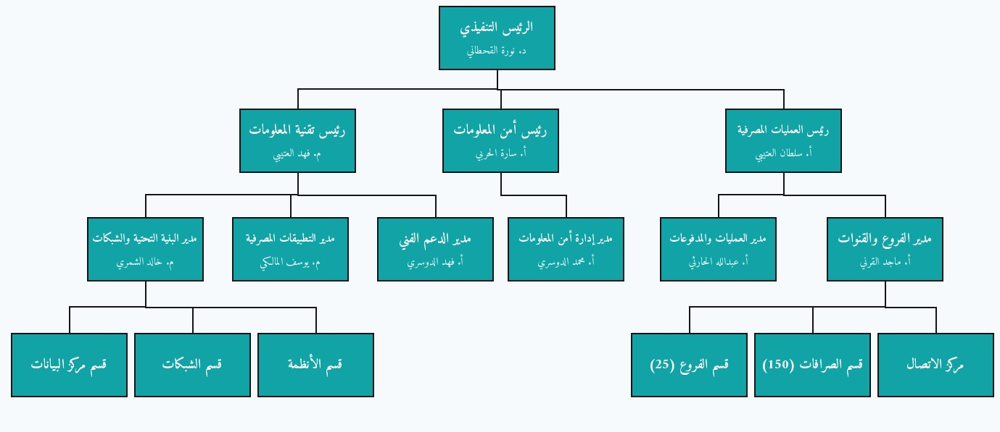 الرئيس التنفيذي
د. نورة القحطاني
رئيس العمليات المصرفية
أ. سلطان العتيبي
رئيس أمن المعلومات
أ. سارة الحربي
رئيس تقنية المعلومات
م. فهد العتيبي
مدير الفروع والقنوات
أ. ماجد القرني
مدير العمليات والمدفوعات
أ. عبدالله الحارثي
مدير إدارة أمن المعلومات
أ. محمد الدوسري
مدير الدعم الفني
أ. فهد الدوسري
مدير التطبيقات المصرفية
م. يوسف المالكي
مدير البنية التحتية والشبكات
م. خالد الشمري
مركز الاتصال
قسم الصرافات (150)
قسم الفروع (25)
قسم الأنظمة
قسم الشبكات
قسم مركز البيانات